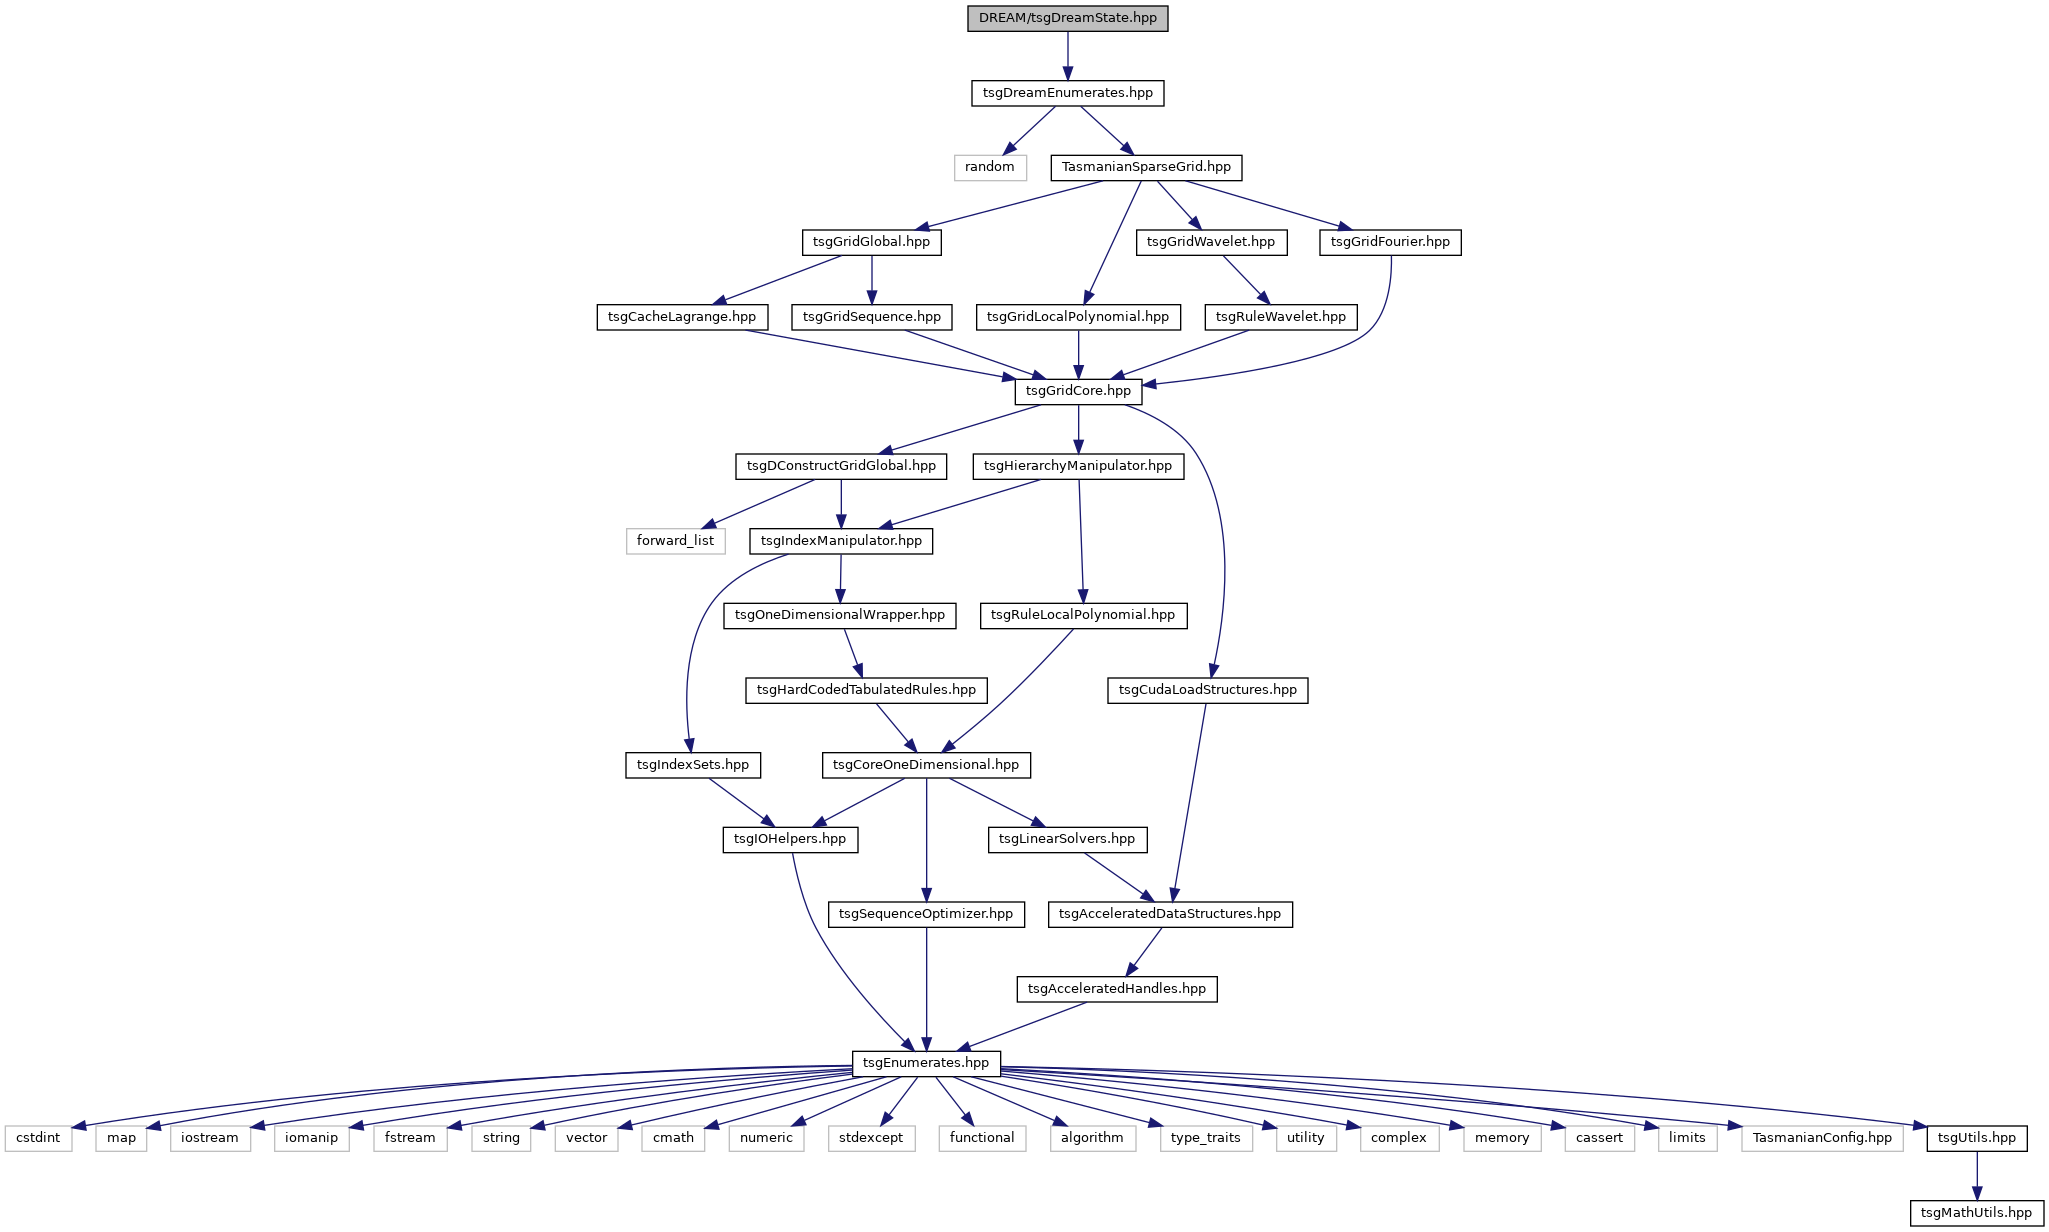 DREAM/tsgDreamState.hpp
tsgDreamEnumerates.hpp
random
TasmanianSparseGrid.hpp
tsgGridGlobal.hpp
tsgGridWavelet.hpp
tsgGridFourier.hpp
tsgCacheLagrange.hpp
tsgGridSequence.hpp
tsgGridLocalPolynomial.hpp
tsgRuleWavelet.hpp
tsgGridCore.hpp
tsgDConstructGridGlobal.hpp
tsgHierarchyManipulator.hpp
forward_list
tsgIndexManipulator.hpp
tsgOneDimensionalWrapper.hpp
tsgRuleLocalPolynomial.hpp
tsgHardCodedTabulatedRules.hpp
tsgCudaLoadStructures.hpp
tsgIndexSets.hpp
tsgCoreOneDimensional.hpp
tsgIOHelpers.hpp
tsgLinearSolvers.hpp
tsgSequenceOptimizer.hpp
tsgAcceleratedDataStructures.hpp
tsgAcceleratedHandles.hpp
tsgEnumerates.hpp
cstdint
map
iostream
iomanip
fstream
string
vector
cmath
numeric
stdexcept
functional
algorithm
type_traits
utility
complex
memory
cassert
limits
TasmanianConfig.hpp
tsgUtils.hpp
tsgMathUtils.hpp